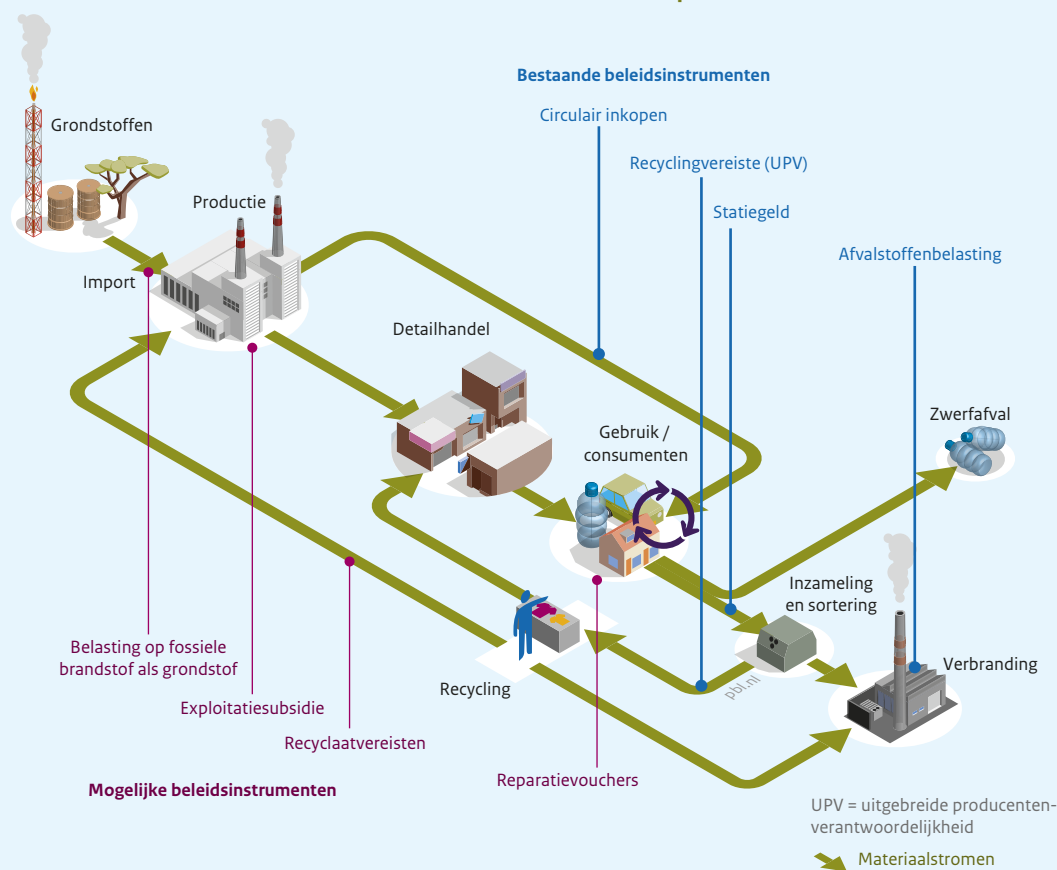 Bestaande beleidsinstrumenten
Circulair inkopen
Recyclingvereiste (UPV)
Statiegeld
Afvalstoffenbelasting
Grondstoffen
Productie
Import
Detailhandel
Gebruik /
consumenten
Zwerfafval
Inzameling
en sortering
Verbranding
pbl.nl
Recycling
Belasting op fossiele
brandstof als grondstof
Exploitatiesubsidie
Recyclaatvereisten
Reparatievouchers
Mogelijke beleidsinstrumenten
UPV = uitgebreide producenten-
verantwoordelijkheid
Materiaalstromen